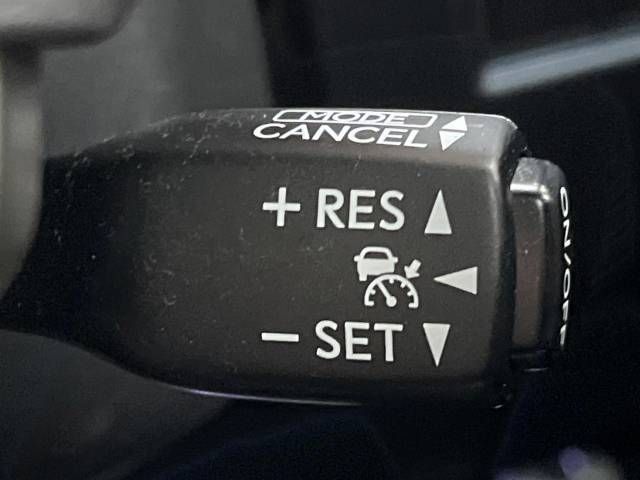 MODE
CANCEL
+ RES
- SET
ON/OFF